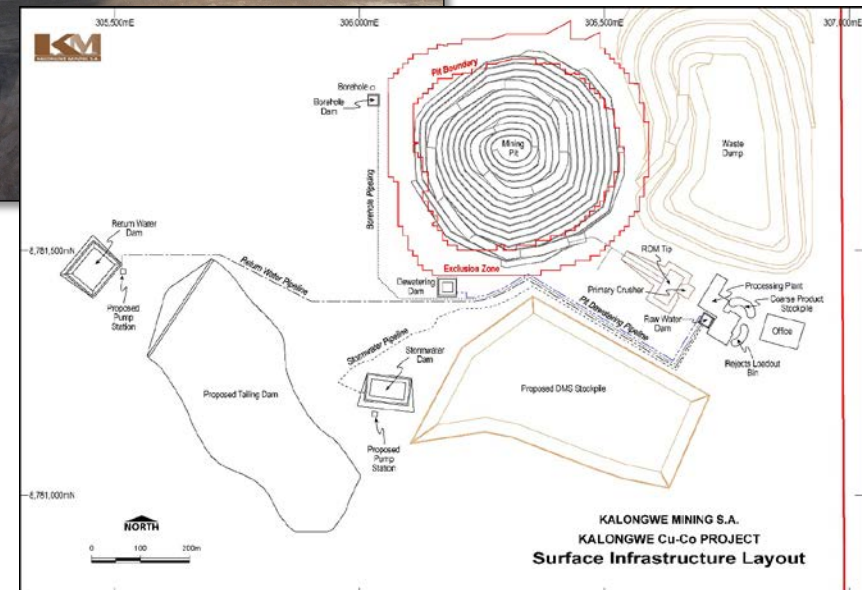 305,500mE
306,000mE
306,500mE
307,000mE
KM
KALONGWE MINING S.A.
Pit Boundary
Borehole
Borehole
Dam
Mining
Pit
Waste
Dump
Borehole Pipeling
Return Water
Dam
8,781,500mN
Return Water Pipeline
Exclusion Zone
ROM Tip
Processing Plant
Primary Crusher
Coarse Product
Stockpile
Dewatering
Dam
Proposed
Pump
Station
Raw Water
Dam
Office
Pit Dewatering Pipeline
Stormwater Pipeline
Stormwater
Dam
Rejects Loadout
Bin
Proposed Tailing Dam
Proposed DMS Stockpile
Proposed
Pump
Station
8,781,000mN
NORTH
0 100 200m
KALONGWE MINING S.A.
KALONGWE Cu-Co PROJECT
Surface Infrastructure Layout